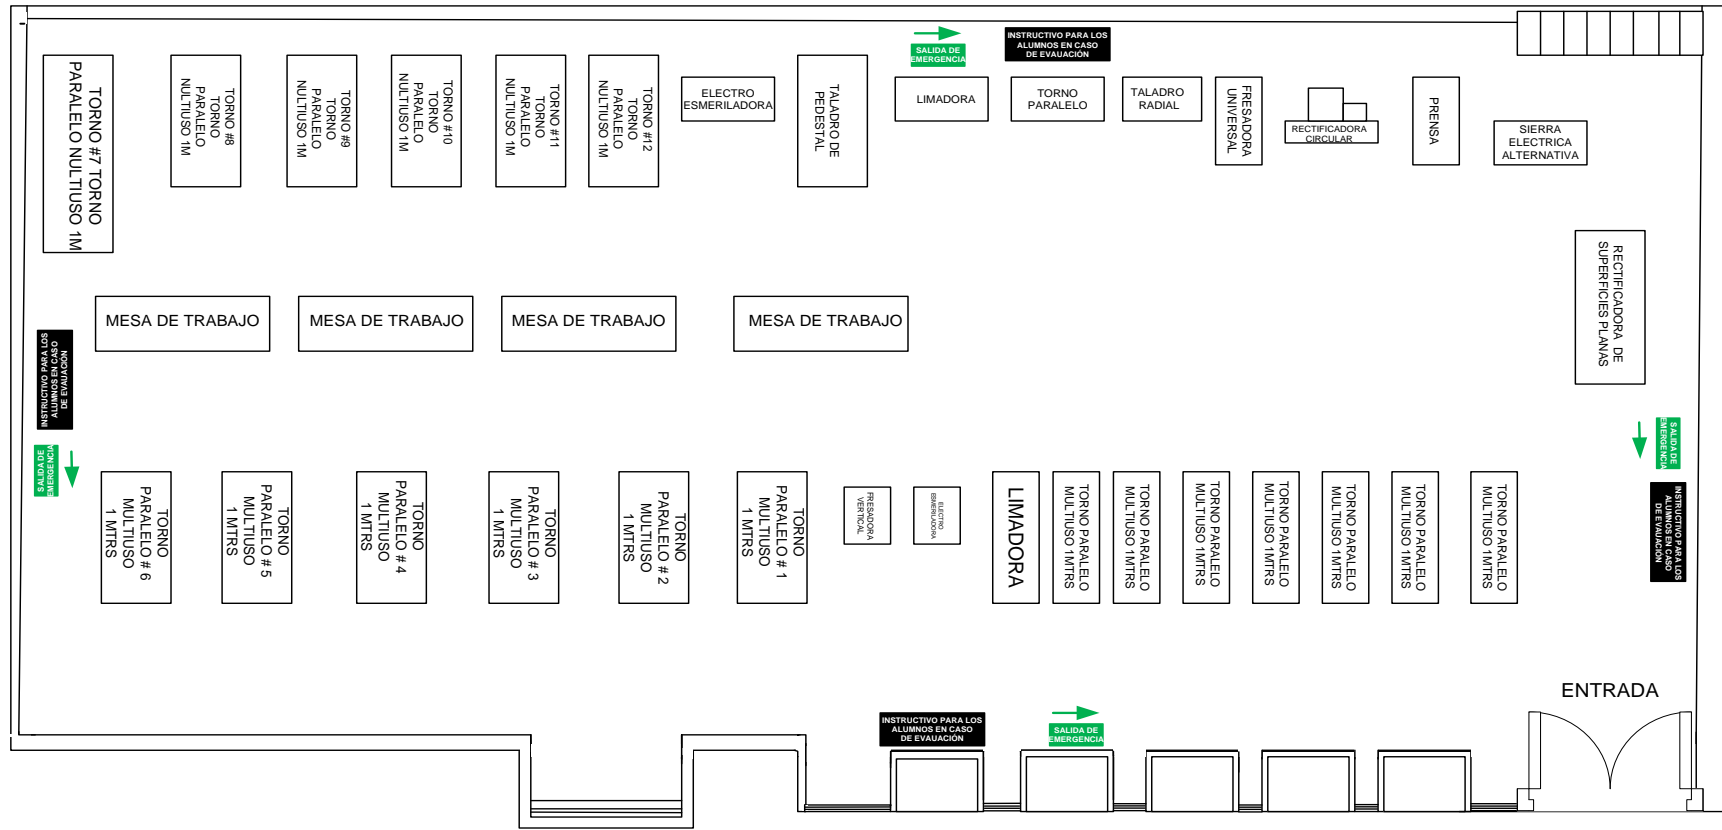 SALIDA DE
EMERGENCIA
INSTRUCTIVO PARA LOS
ALUMNOS EN CASO
DE EVAUACIÓN
TORNO #7 TORNO
PARALELO NULTIUSO 1M
TORNO #8
TORNO
PARALELO
NULTIUSO 1M
TORNO #9
TORNO
PARALELO
NULTIUSO 1M
TORNO #10
TORNO
PARALELO
NULTIUSO 1M
TORNO #11
TORNO
PARALELO
NULTIUSO 1M
TORNO #12
TORNO
PARALELO
NULTIUSO 1M
ELECTRO
ESMERILADORA
TALADRO DE
PEDESTAL
LIMADORA
TORNO
PARALELO
TALADRO
RADIAL
FRESADORA
UNIVERSAL
RECTIFICADORA
CIRCULAR
PRENSA
SIERRA
ELECTRICA
ALTERNATIVA
RECTIFICADORA DE
SUPERFICIES PLANAS
MESA DE TRABAJO
MESA DE TRABAJO
MESA DE TRABAJO
MESA DE TRABAJO
INSTRUCTIVO PARA LOS
ALUMNOS EN CASO
DE EVAUACIÓN
SALIDA DE
EMERGENCIA
SALIDA DE
EMERGENCIA
INSTRUCTIVO PARA LOS
ALUMNOS EN CASO
DE EVAUACIÓN
TORNO
PARALELO # 6
MULTIUSO
1 MTRS
TORNO
PARALELO # 5
MULTIUSO
1 MTRS
TORNO
PARALELO # 4
MULTIUSO
1 MTRS
TORNO
PARALELO # 3
MULTIUSO
1 MTRS
TORNO
PARALELO # 2
MULTIUSO
1 MTRS
TORNO
PARALELO # 1
MULTIUSO
1 MTRS
FRESADORA
VERTICAL
ELECTRO
ESMERILADORA
LIMADORA
TORNO PARALELO
MULTIUSO 1MTRS
TORNO PARALELO
MULTIUSO 1MTRS
TORNO PARALELO
MULTIUSO 1MTRS
TORNO PARALELO
MULTIUSO 1MTRS
TORNO PARALELO
MULTIUSO 1MTRS
TORNO PARALELO
MULTIUSO 1MTRS
TORNO PARALELO
MULTIUSO 1MTRS
ENTRADA
INSTRUCTIVO PARA LOS
ALUMNOS EN CASO
DE EVAUACIÓN
SALIDA DE
EMERGENCIA